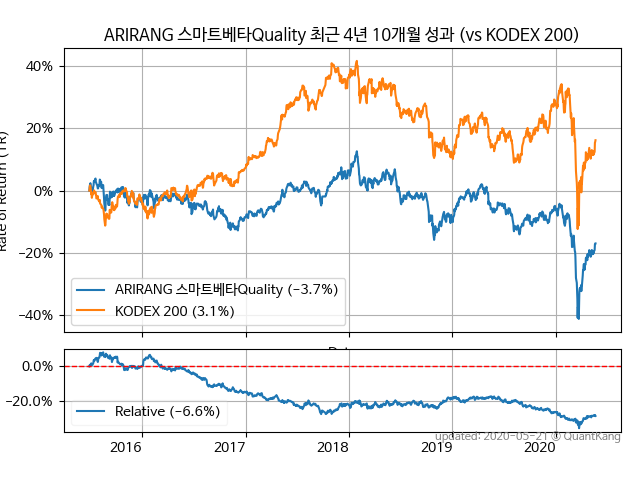 ARIRANG 스마트베타Quality 최근 4년 10개월 성과 (vs KODEX 200)
40%
20%
0%
−20%
−40%
Rate of Return (TR)
ARIRANG 스마트베타Quality (−3.7%)
KODEX 200 (3.1%)
0.0%
−20.0%
Relative (−6.6%)
2016
2017
2018
2019
2020
updated: 2020-05-21 © QuantKang